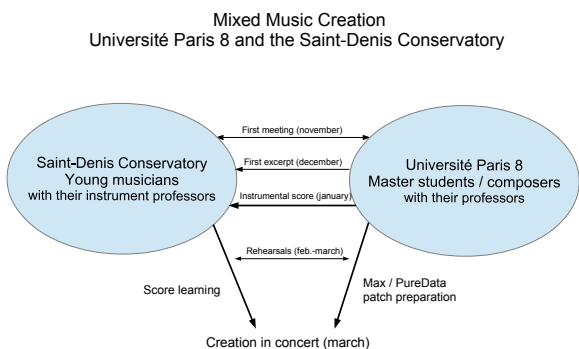 Mixed Music Creation
Université Paris 8 and the Saint-Denis Conservatory
First meeting (november)
First excerpt (december)
Instrumental score (january)
Saint-Denis Conservatory
Young musicians
with their instrument professors
Université Paris 8
Master students / composers
with their professors
Rehearsals (feb.-march)
Score learning
Max / PureData
patch preparation
Creation in concert (march)